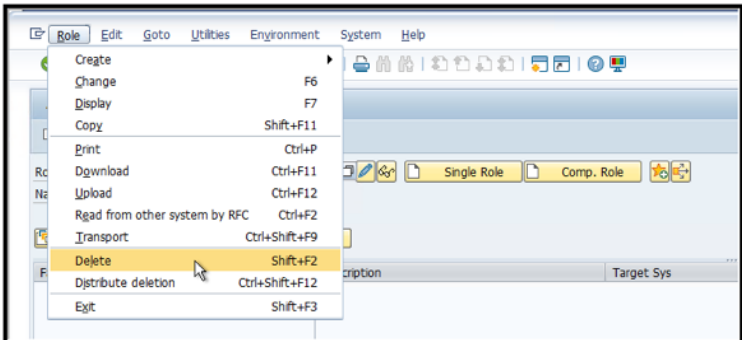 Role Edit Goto Utilities Environment System Help
Create
Change F6
Display F7
Copy Shift+F11
Print Ctrl+P
Download Ctrl+F11
Upload Ctrl+F12
Read from other system by RFC Ctrl+F2
Transport Ctrl+Shift+F9
Delete Shift+F2
Distribute deletion Ctrl+Shift+F12
Exit Shift+F3
Ro
Single Role Comp. Role
Na
F
cription Target Sys